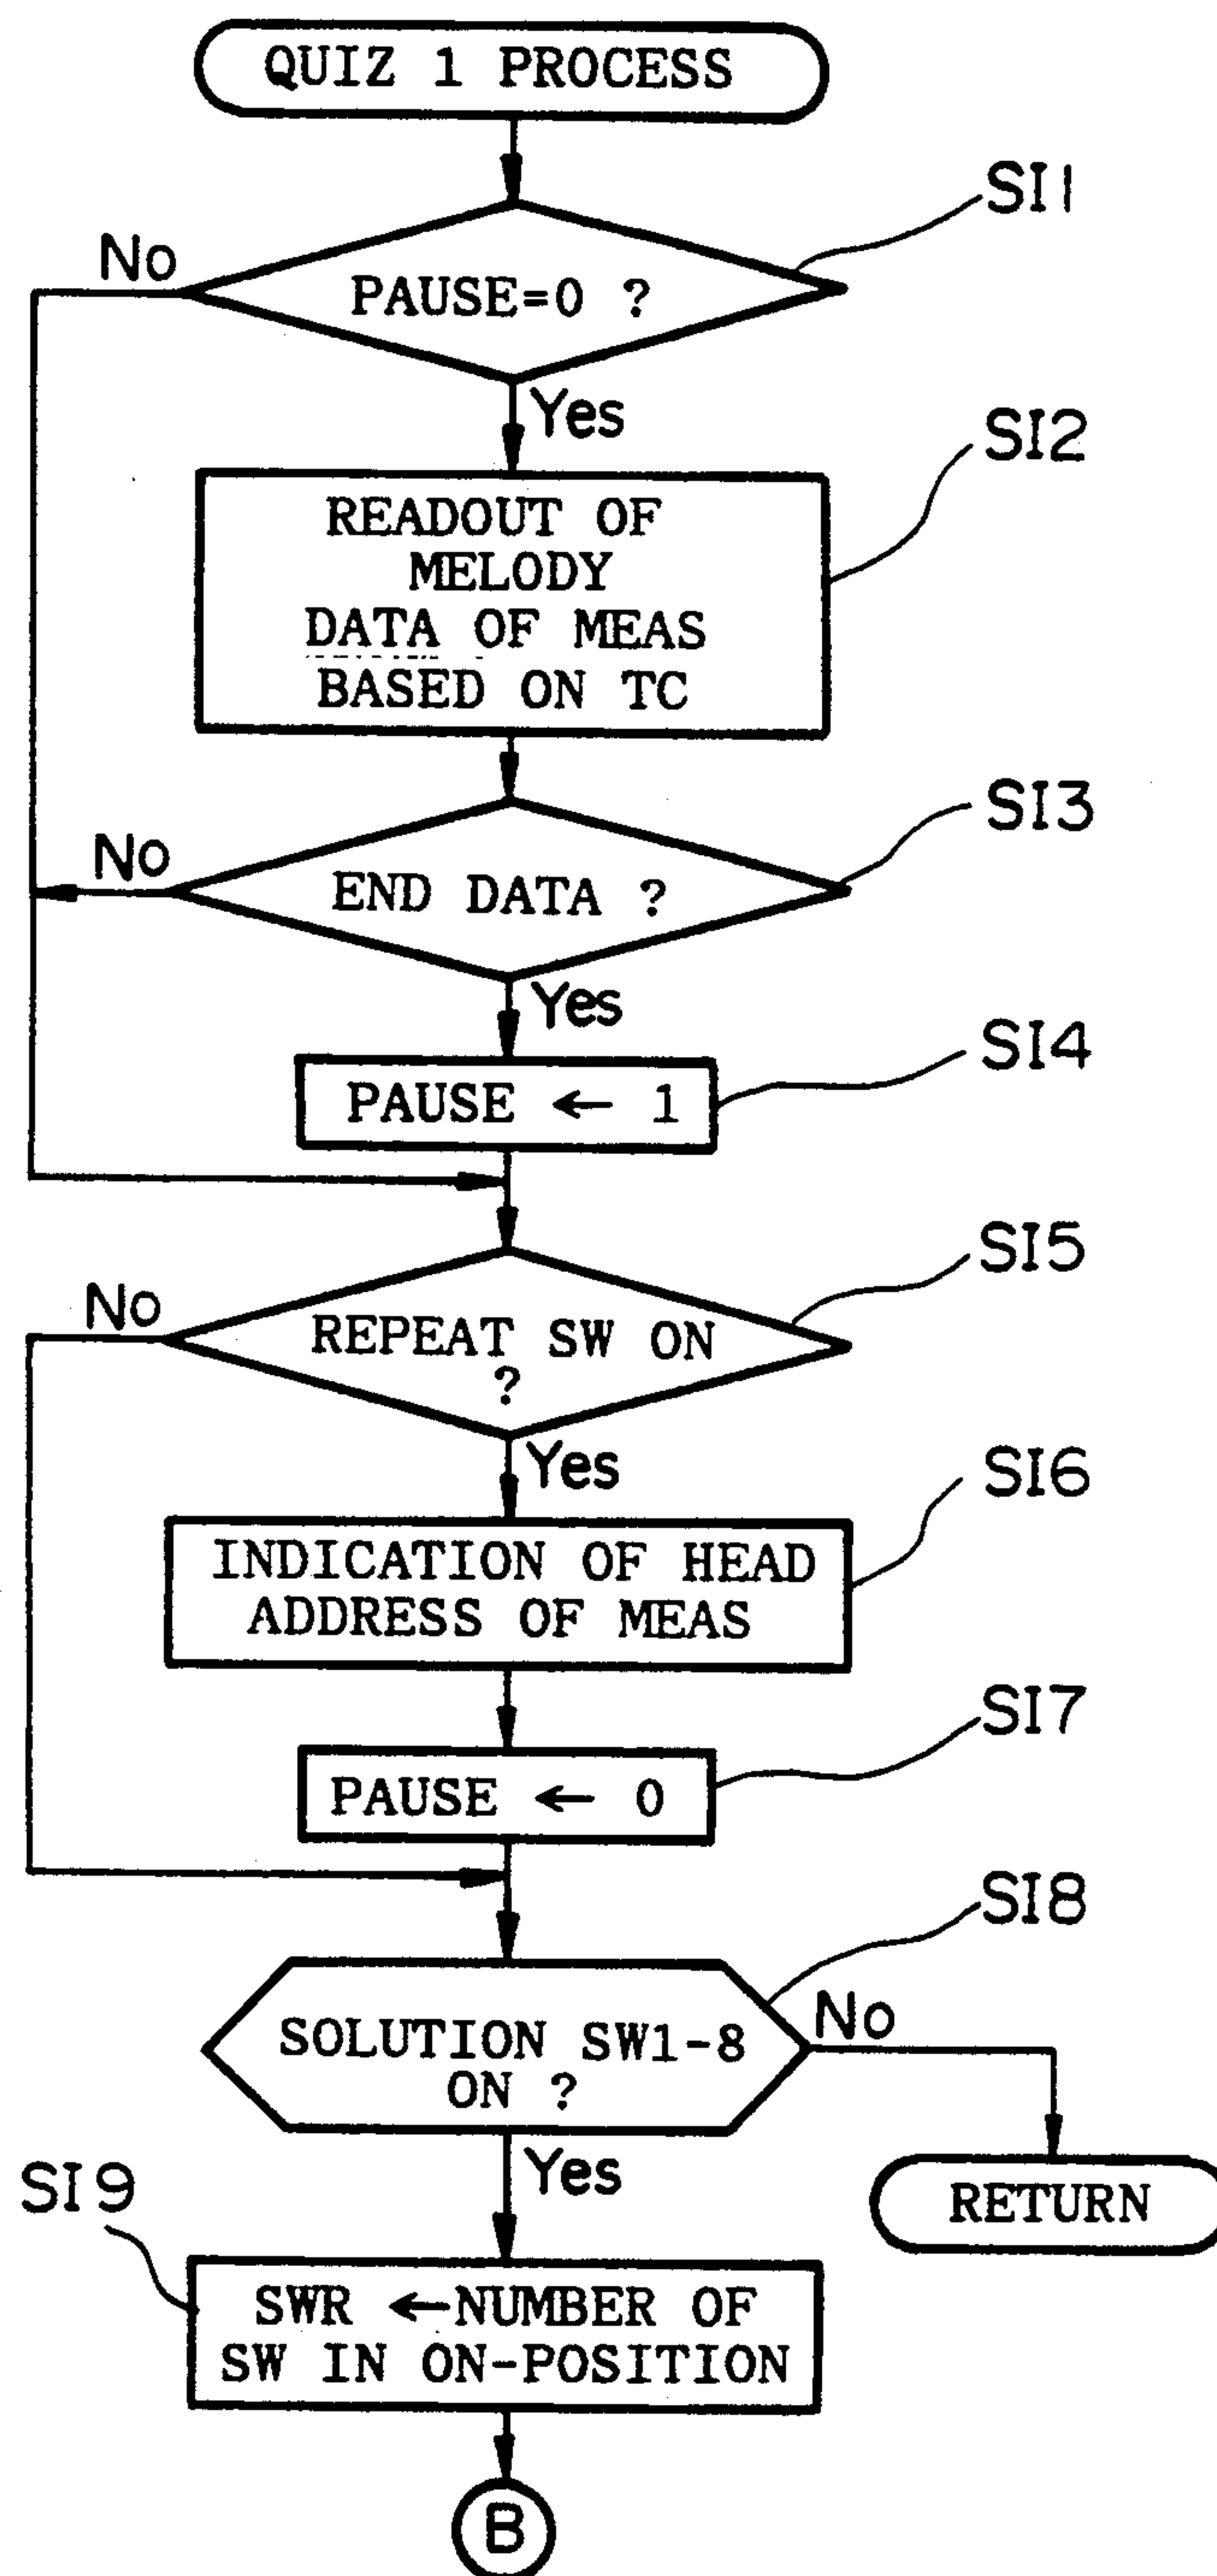 QUIZ 1 PROCESS
SI1
No
PAUSE=0 ?
Yes
SI2
READOUT OF
MELODY
DATA OF MEAS
BASED ON TC
SI3
No
END DATA ?
Yes
SI4
PAUSE ← 1
SI5
No
REPEAT SW ON
?
Yes
SI6
INDICATION OF HEAD
ADDRESS OF MEAS
SI7
PAUSE ← 0
SI8
No
SOLUTION SW1-8
ON ?
Yes
RETURN
SI9
SWR ←NUMBER OF
SW IN ON-POSITION
B